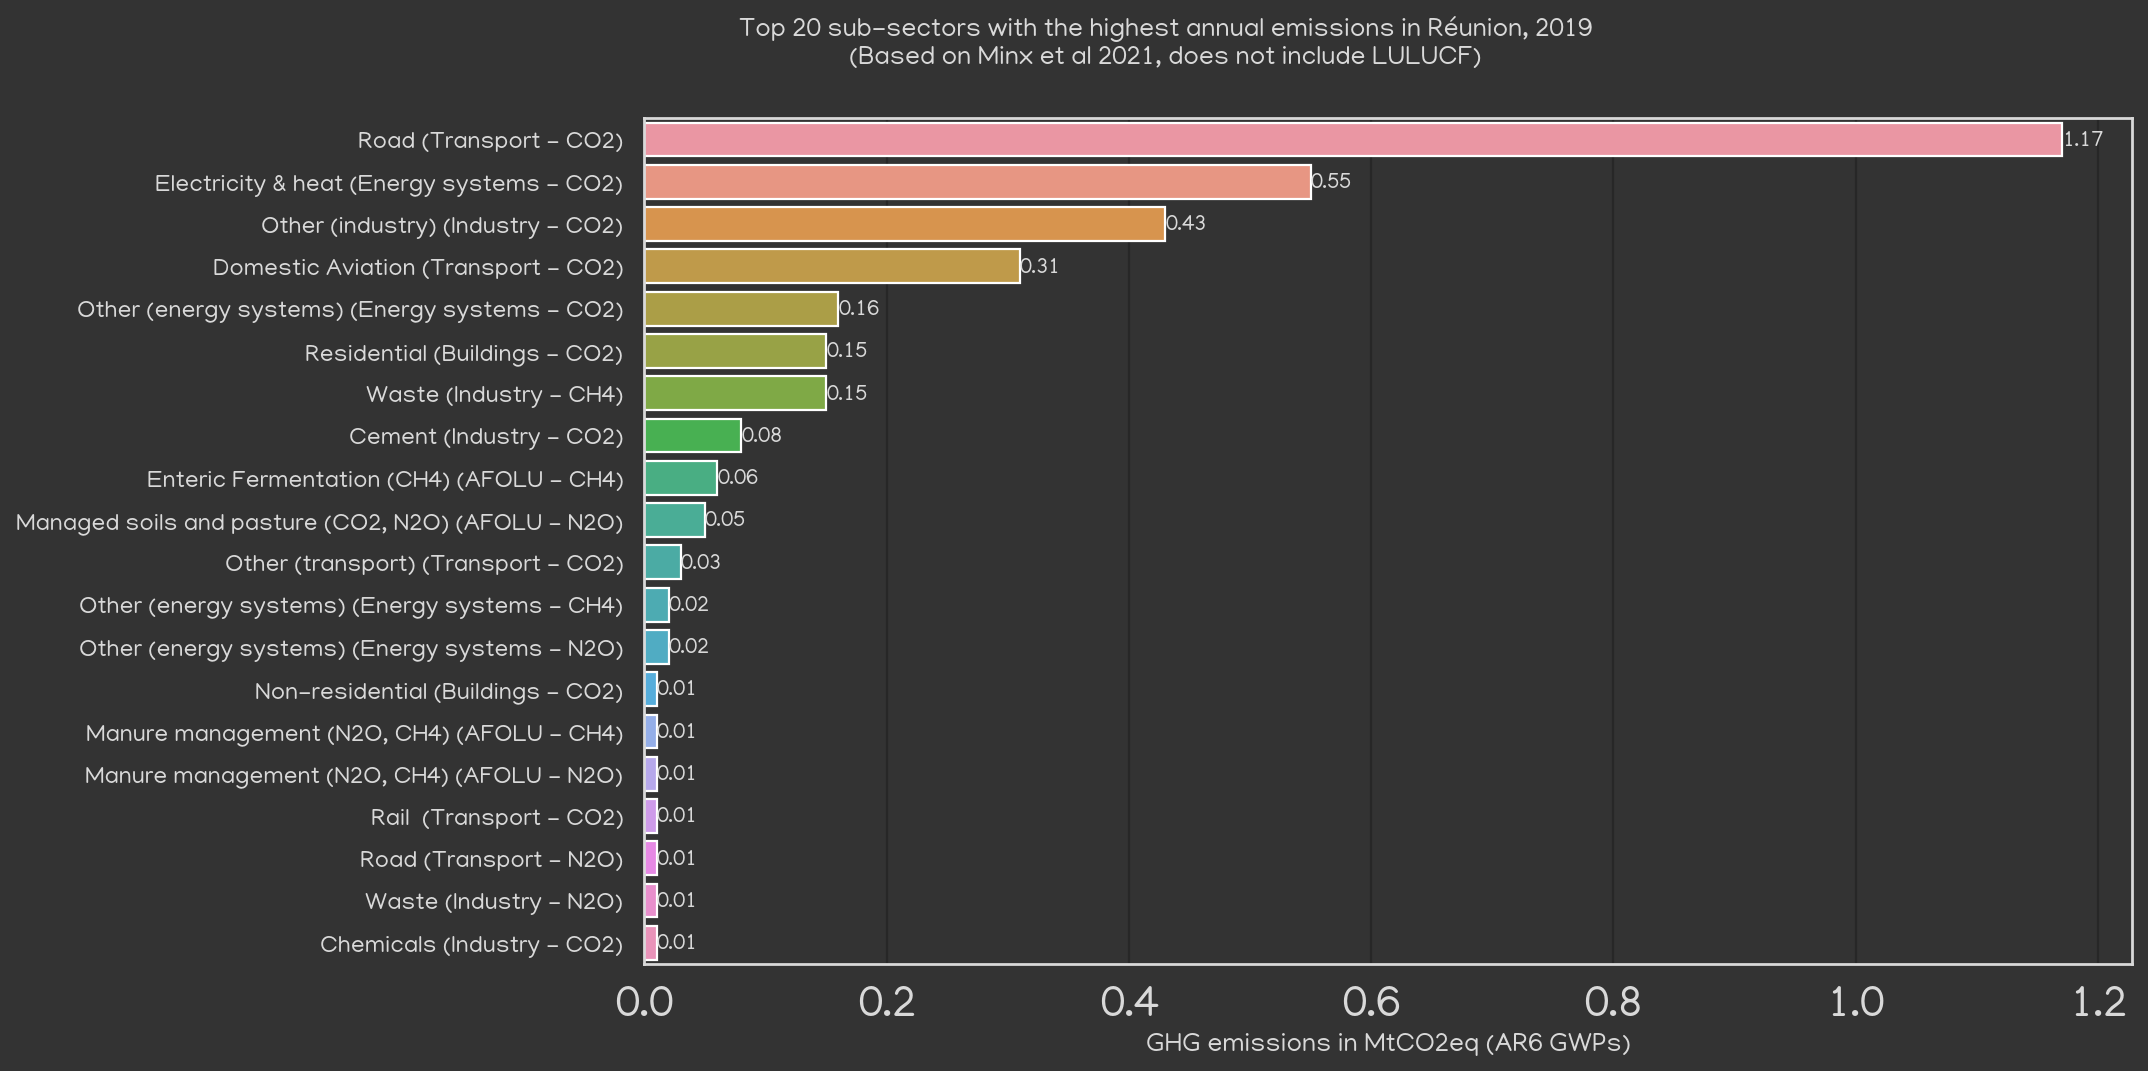 Top 20 sub-sectors with the highest annual emissions in Réunion, 2019
(Based on Minx et al 2021, does not include LULUCF)
Road (Transport - CO2) 1.17
Electricity & heat (Energy systems - CO2) 0.55
Other (industry) (Industry - CO2) 0.43
Domestic Aviation (Transport - CO2) 0.31
Other (energy systems) (Energy systems - CO2) 0.16
Residential (Buildings - CO2) 0.15
Waste (Industry - CH4) 0.15
Cement (Industry - CO2) 0.08
Enteric Fermentation (CH4) (AFOLU - CH4) 0.06
Managed soils and pasture (CO2, N2O) (AFOLU - N2O) 0.05
Other (transport) (Transport - CO2) 0.03
Other (energy systems) (Energy systems - CH4) 0.02
Other (energy systems) (Energy systems - N2O) 0.02
Non-residential (Buildings - CO2) 0.01
Manure management (N2O, CH4) (AFOLU - CH4) 0.01
Manure management (N2O, CH4) (AFOLU - N2O) 0.01
Rail  (Transport - CO2) 0.01
Road (Transport - N2O) 0.01
Waste (Industry - N2O) 0.01
Chemicals (Industry - CO2) 0.01
0.0 0.2 0.4 0.6 0.8 1.0 1.2
GHG emissions in MtCO2eq (AR6 GWPs)